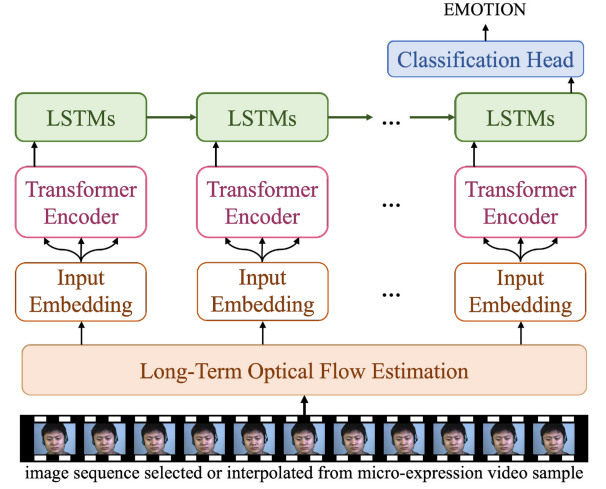 EMOTION
Classification Head
LSTMs LSTMs ... LSTMs
Transformer Transformer Transformer
Encoder Encoder ... Encoder
Input Input Input
Embedding Embedding ... Embedding
Long-Term Optical Flow Estimation
image sequence selected or interpolated from micro-expression video sample